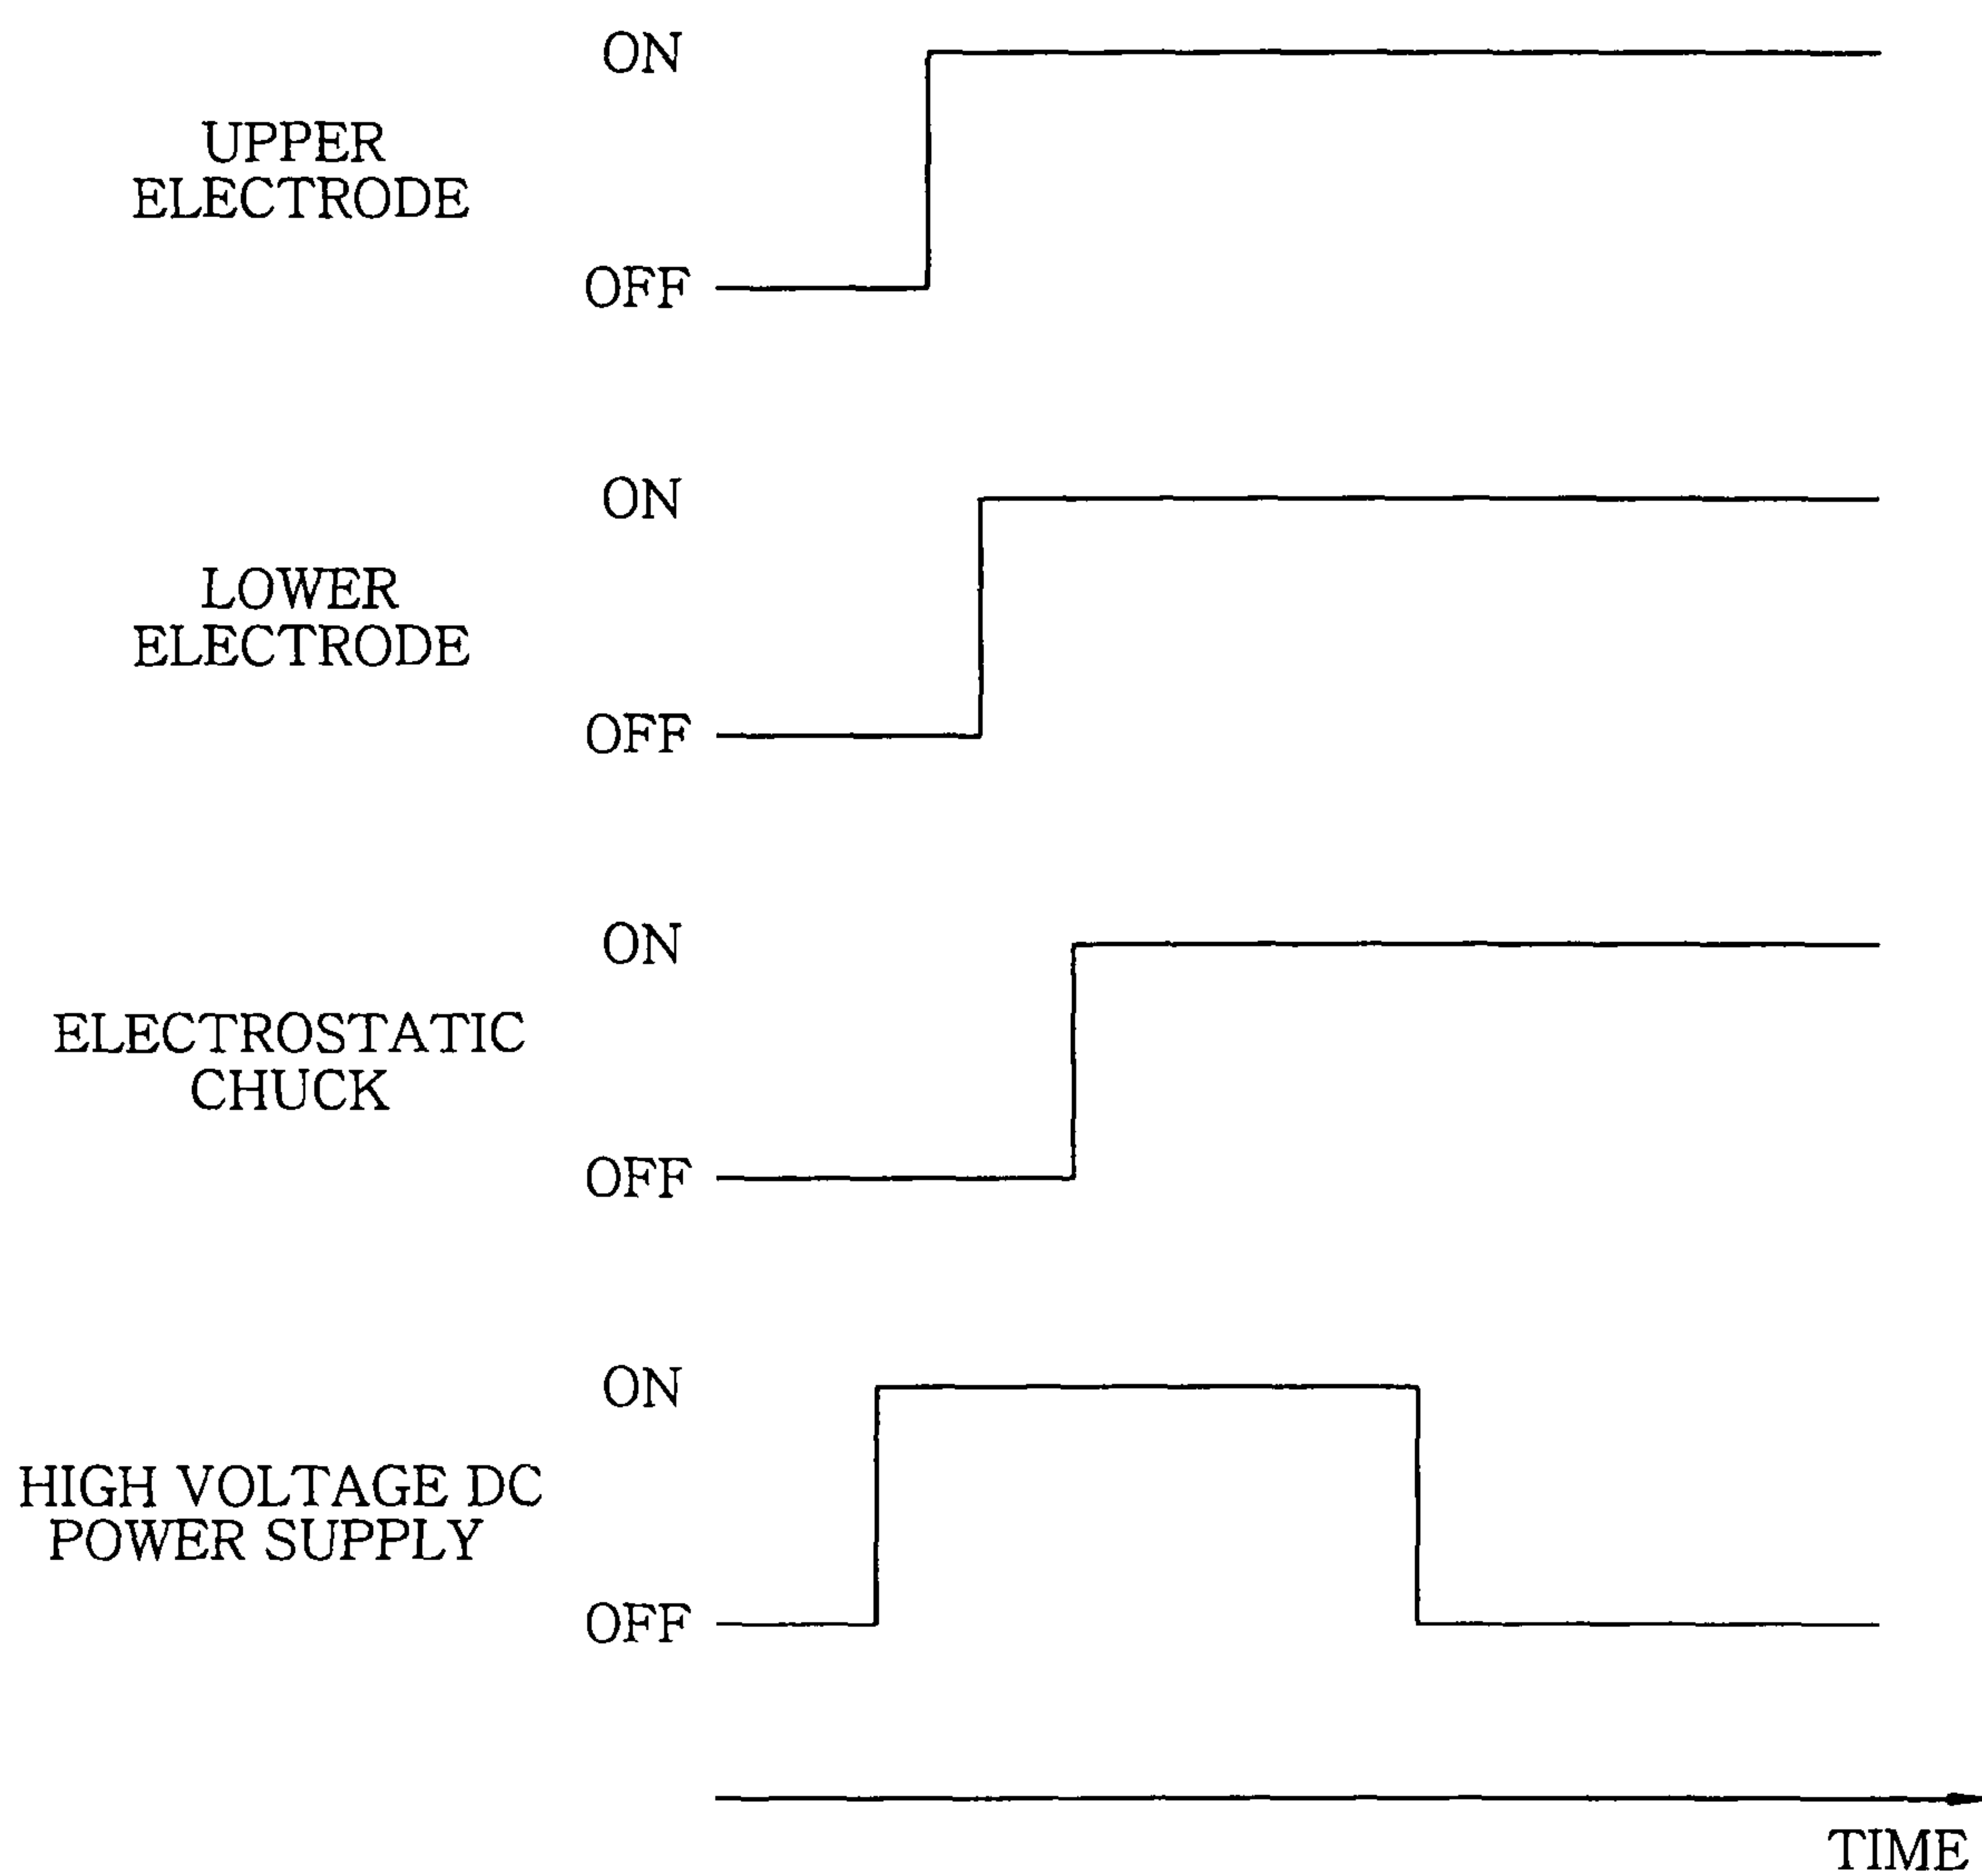 ON
UPPER
ELECTRODE
OFF
ON
LOWER
ELECTRODE
OFF
ON
ELECTROSTATIC
CHUCK
OFF
ON
HIGH VOLTAGE DC
POWER SUPPLY
OFF
TIME